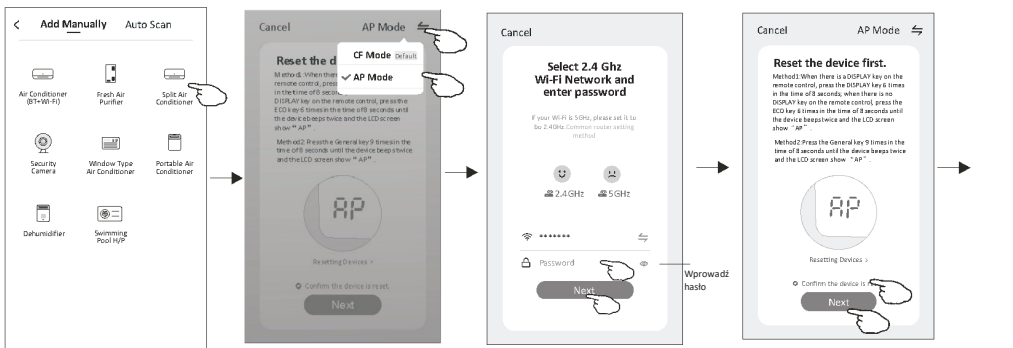 Add Manually Auto Scan
Air Conditioner
(BT+Wi-Fi)
Fresh Air
Purifier
Split Air
Conditioner
Security
Camera
Window Type
Air Conditioner
Portable Air
Conditioner
Dehumidifier
Swimming
Pool H/P
Cancel AP Mode
CF Mode Default
AP Mode
Reset the d
Method1:When there
remote control, press
in the time of 8 second
DISPLAY key on the remote control, press the
ECO key 6 times in the time of 8 seconds until
the device beeps twice and the LCD screen
show “AP”.
Method2:Press the General key 9 times in the
time of 8 seconds until the device beeps twice
and the LCD screen show “AP”.
AP
Resetting Devices >
Confirm the device is reset.
Next
Cancel
Select 2.4 Ghz
Wi-Fi Network and
enter password
If your Wi-Fi is 5GHz, please set it to
be 2.4GHz. Common router setting
method
2.4GHz 5GHz
*******
Password
Next
Wprowadź
hasło
Cancel AP Mode
Reset the device first.
Method1:When there is a DISPLAY key on the
remote control, press the DISPLAY key 6 times
in the time of 8 seconds; when there is no
DISPLAY key on the remote control, press the
ECO key 6 times in the time of 8 seconds until
the device beeps twice and the LCD screen
show “AP”.
Method2:Press the General key 9 times in the
time of 8 seconds until the device beeps twice
and the LCD screen show “AP”.
AP
Resetting Devices >
Confirm the device is re
Next